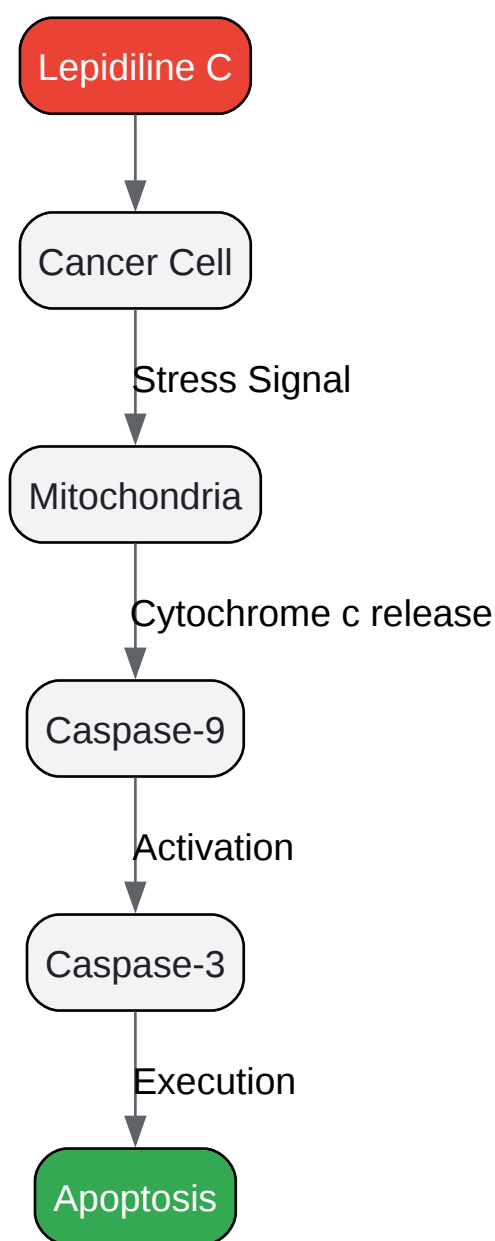 Lepidiline C
Cancer Cell
Stress Signal
Mitochondria
Cytochrome c release
Caspase-9
Activation
Caspase-3
Execution
Apoptosis